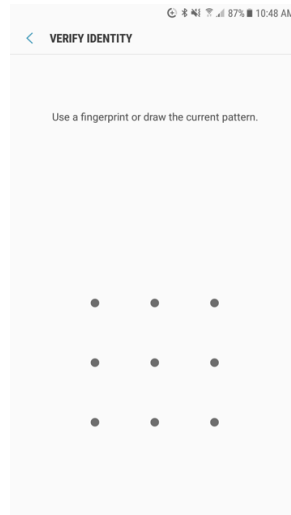 87% 10:48 AM
VERIFY IDENTITY
Use a fingerprint or draw the current pattern.